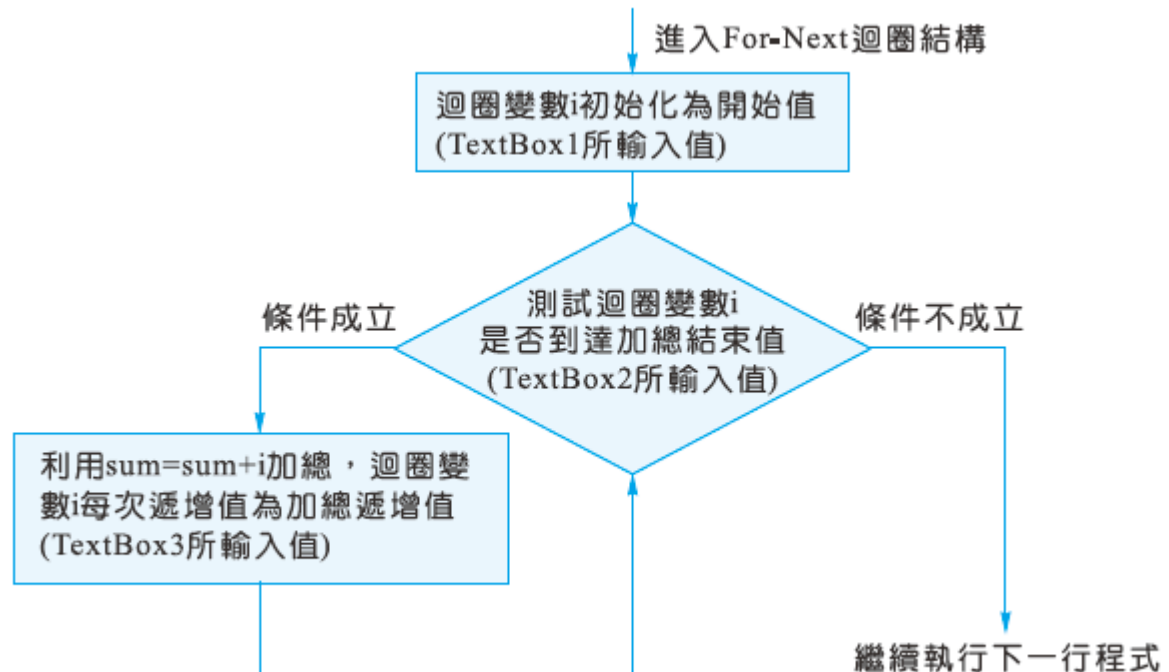 進入For-Next迴圈結構
迴圈變數i初始化為開始值
(TextBox1所輸入值)
測試迴圈變數i
是否到達加總結束值
(TextBox2所輸入值)
條件成立
條件不成立
利用sum=sum+i加總，迴圈變
數i每次遞增值為加總遞增值
(TextBox3所輸入值)
繼續執行下一行程式